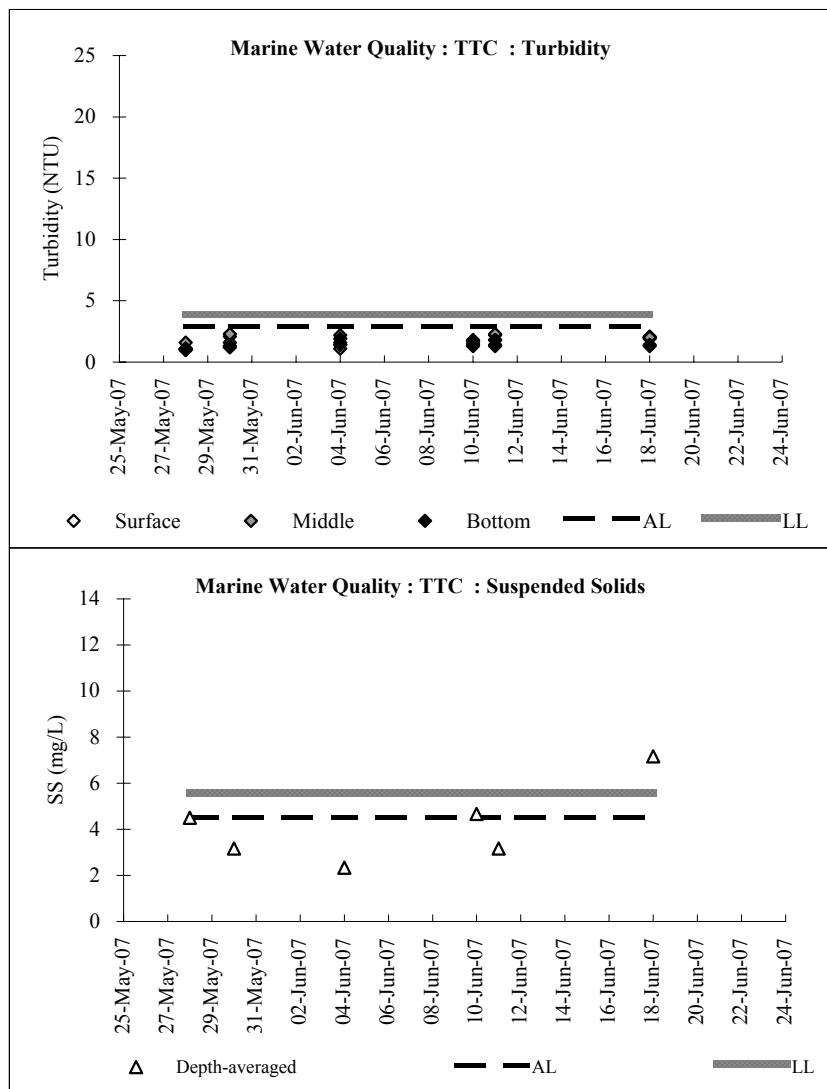 Marine Water Quality : TTC : Turbidity
25
20
15
10
5
0
Turbidity (NTU)
25-May-07
27-May-07
29-May-07
31-May-07
02-Jun-07
04-Jun-07
06-Jun-07
08-Jun-07
10-Jun-07
12-Jun-07
14-Jun-07
16-Jun-07
18-Jun-07
20-Jun-07
22-Jun-07
24-Jun-07
Surface Middle Bottom AL LL
Marine Water Quality : TTC : Suspended Solids
14
12
10
8
6
4
2
0
SS (mg/L)
25-May-07
27-May-07
29-May-07
31-May-07
02-Jun-07
04-Jun-07
06-Jun-07
08-Jun-07
10-Jun-07
12-Jun-07
14-Jun-07
16-Jun-07
18-Jun-07
20-Jun-07
22-Jun-07
24-Jun-07
Depth-averaged AL LL